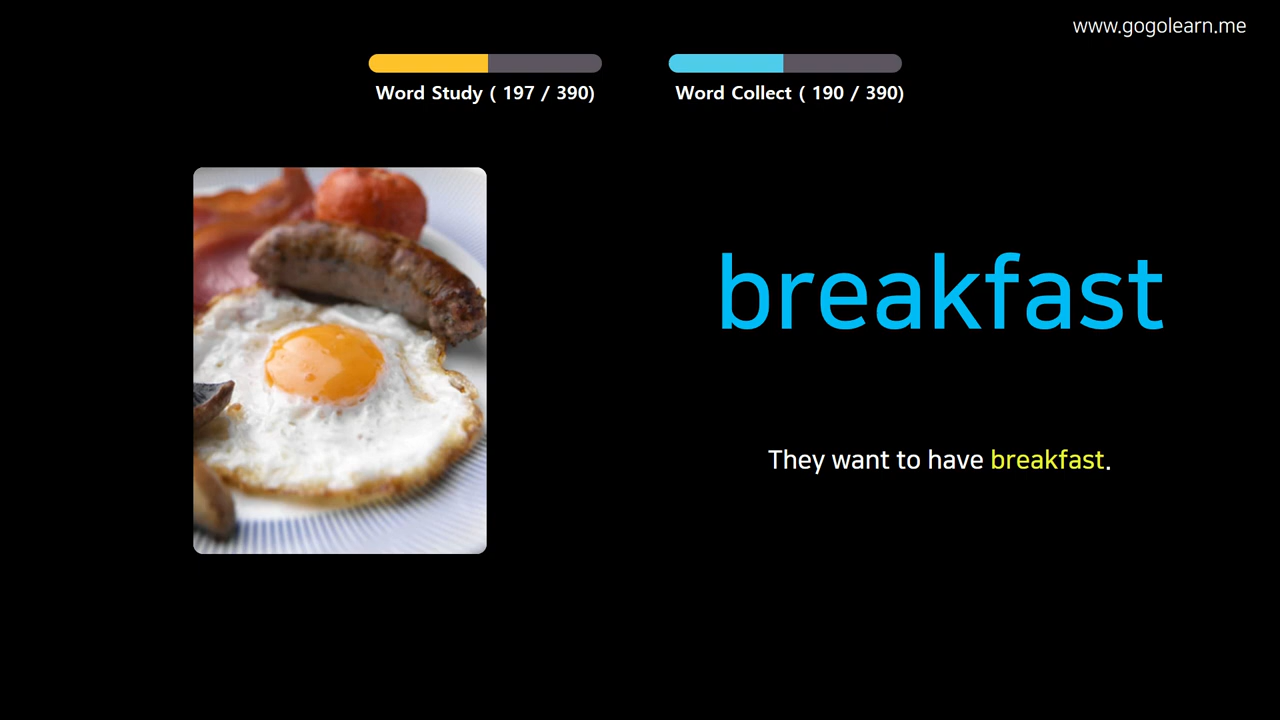 www.gogolearn.me
Word Study ( 197 / 390)
Word Collect ( 190 / 390)
breakfast
They want to have breakfast.